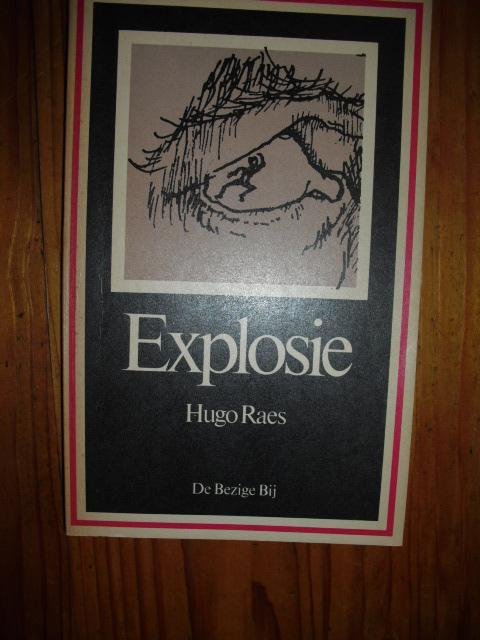 Explosie
Hugo Raes
De Bezige Bij